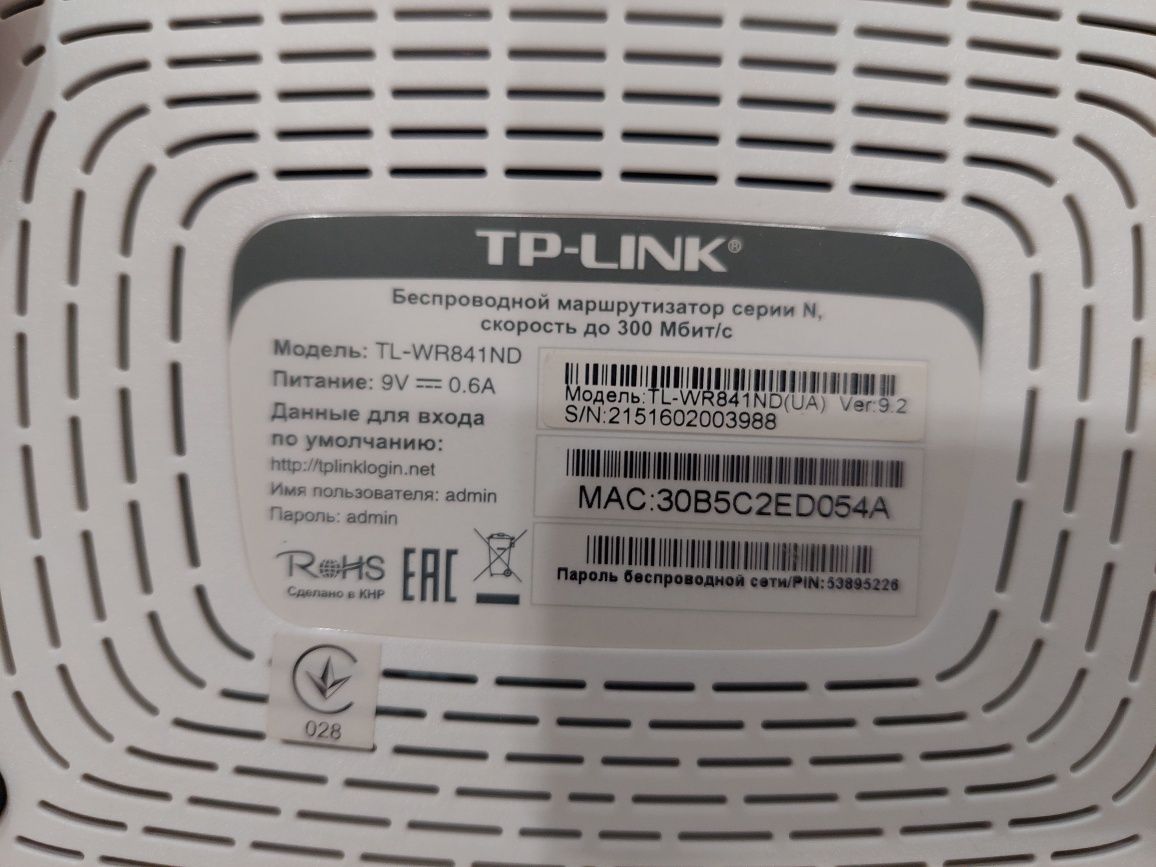 TP-LINK®
Беспроводной маршрутизатор серии N,
скорость до 300 Мбит/с
Модель: TL-WR841ND
Питание: 9V 0.6A
Данные для входа
по умолчанию:
http://tplinklogin.net
Имя пользователя: admin
Пароль: admin
RoHS
Сделано в КНР
EAC
Модель:TL-WR841ND(UA) Ver:9.2
S/N:2151602003988
MAC:30B5C2ED054A
Пароль беспроводной сети/PIN:53895226
028